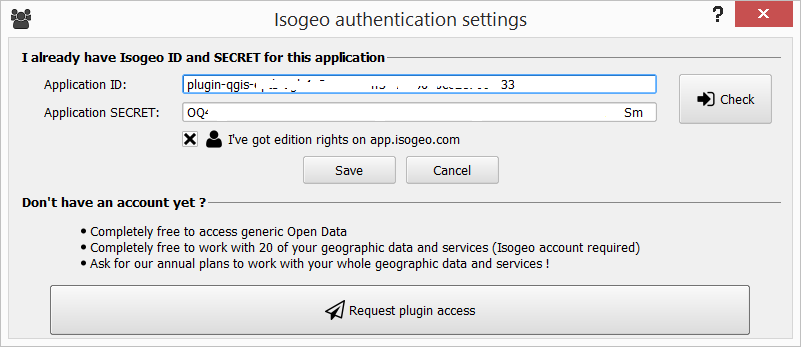 Isogeo authentication settings
?
I already have Isogeo ID and SECRET for this application
Application ID: plugin-qgis- 33
Check
Application SECRET: OQ4 Sm
I've got edition rights on app.isogeo.com
Save Cancel
Don't have an account yet ?
• Completely free to access generic Open Data
• Completely free to work with 20 of your geographic data and services (Isogeo account required)
• Ask for our annual plans to work with your whole geographic data and services !
Request plugin access